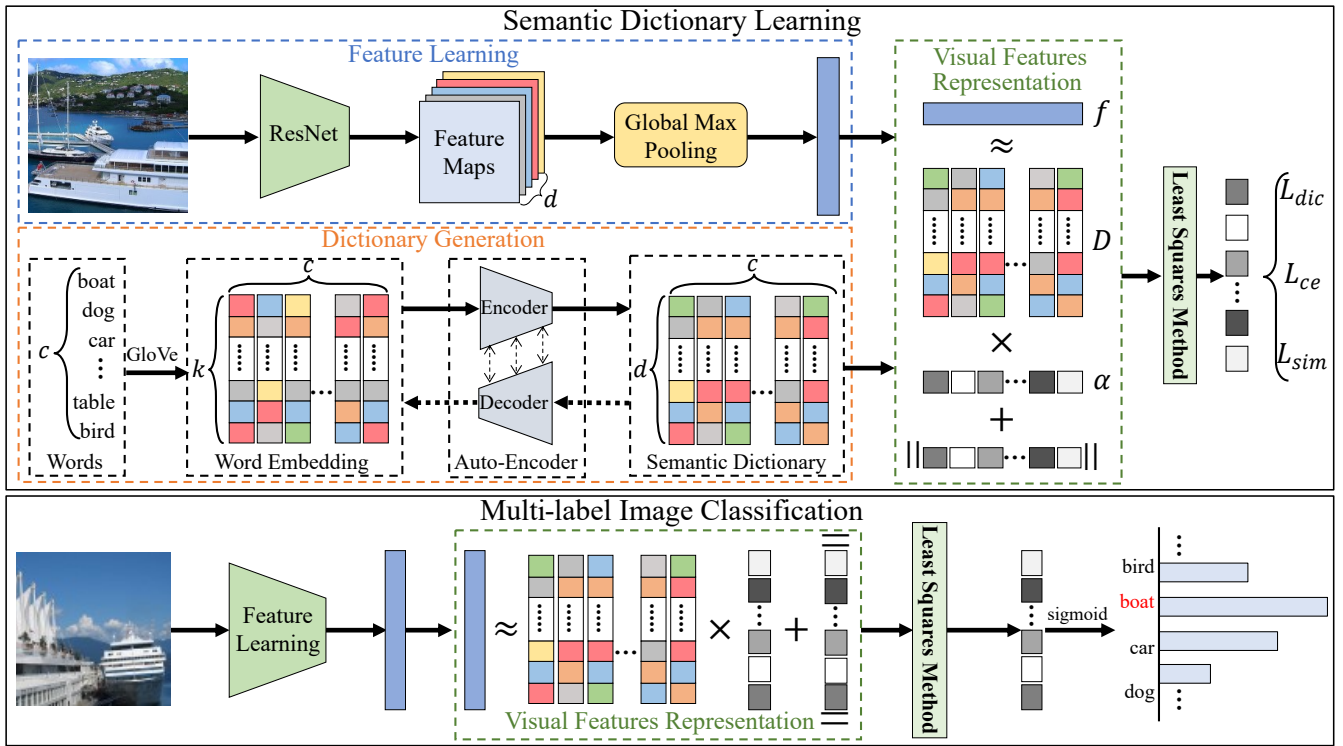 Semantic Dictionary Learning
Feature Learning
ResNet
Feature
Maps
d
Global Max
Pooling
Visual Features
Representation
f
≈
D
×
α
+
|| ||
Least Squares Method
L_dic
L_ce
L_sim
Dictionary Generation
c
boat
dog
car
⋮
table
bird
Words
GloVe
c
k
...
Word Embedding
Encoder
Decoder
Auto-Encoder
c
d
...
Semantic Dictionary
Multi-label Image Classification
Feature
Learning
≈
...
×
+
Visual Features Representation
Least Squares Method
sigmoid
bird
boat
car
dog